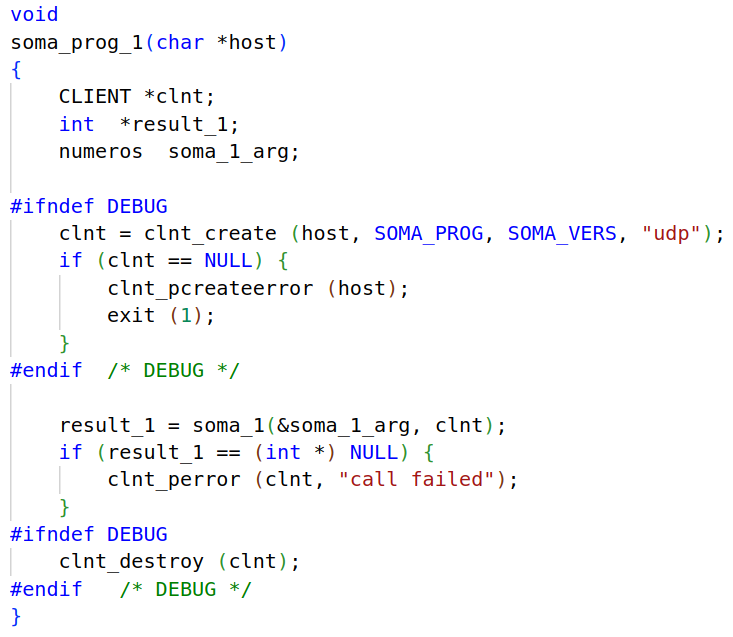 void
soma_prog_1(char *host)
{
    CLIENT *clnt;
    int  *result_1;
    numeros  soma_1_arg;

#ifndef DEBUG
    clnt = clnt_create (host, SOMA_PROG, SOMA_VERS, "udp");
    if (clnt == NULL) {
        clnt_pcreateerror (host);
        exit (1);
    }
#endif  /* DEBUG */

    result_1 = soma_1(&soma_1_arg, clnt);
    if (result_1 == (int *) NULL) {
        clnt_perror (clnt, "call failed");
    }
#ifndef DEBUG
    clnt_destroy (clnt);
#endif   /* DEBUG */
}